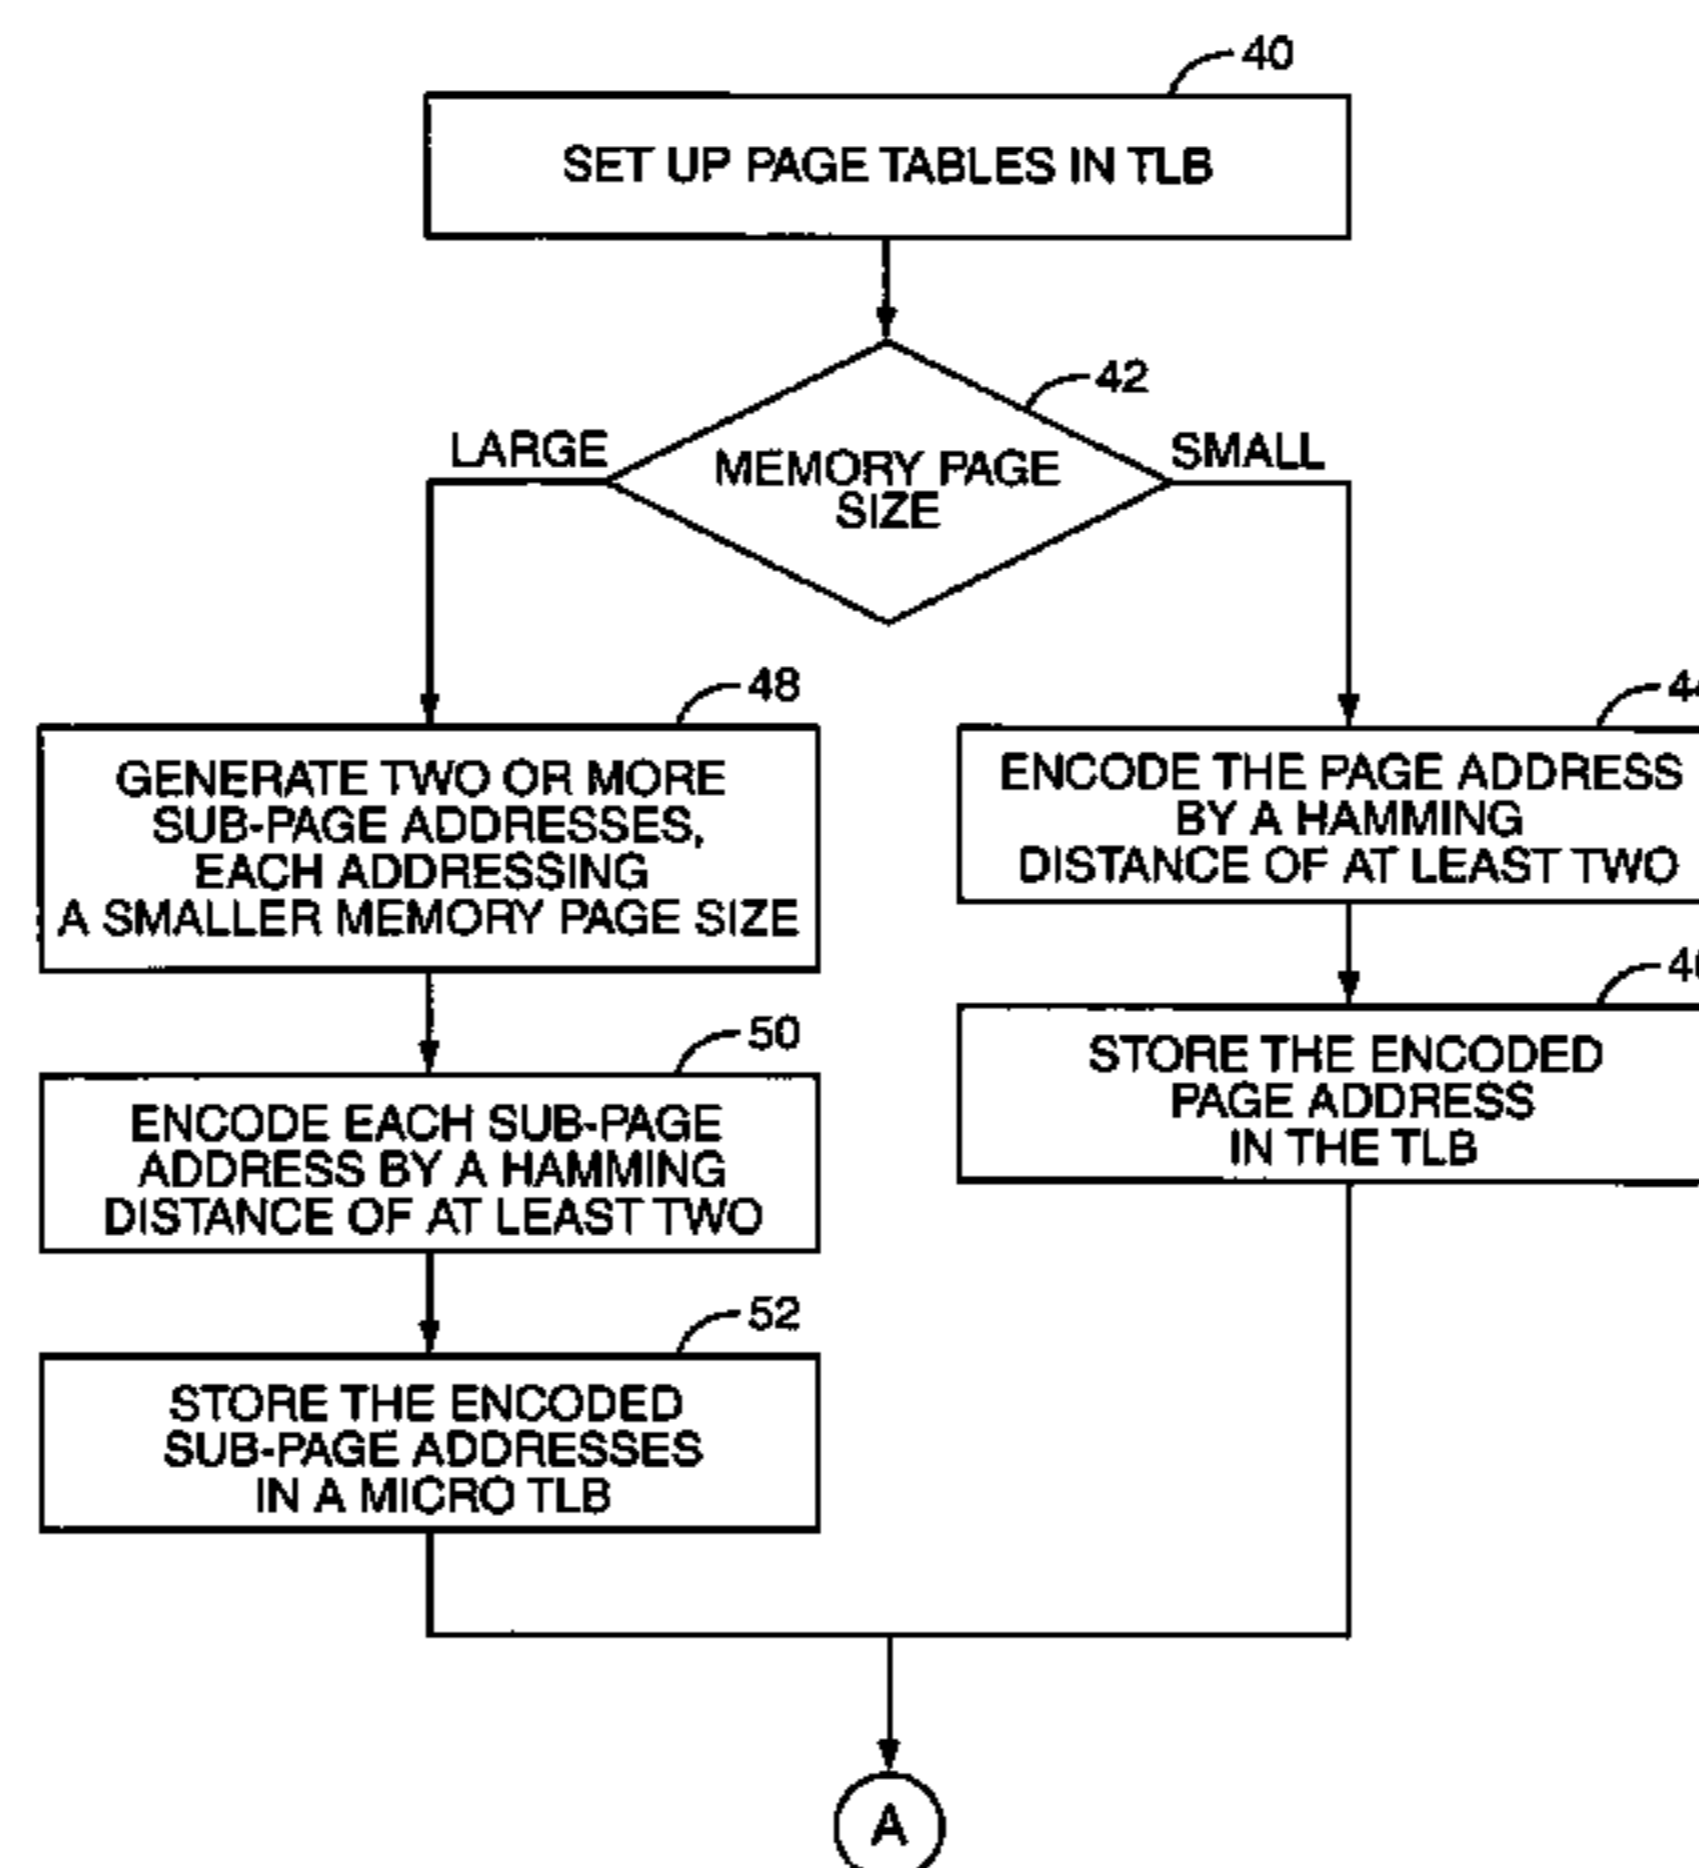 40
SET UP PAGE TABLES IN TLB
42
LARGE
MEMORY PAGE
SIZE
SMALL
48
GENERATE TWO OR MORE
SUB-PAGE ADDRESSES,
EACH ADDRESSING
A SMALLER MEMORY PAGE SIZE
ENCODE THE PAGE ADDRESS
BY A HAMMING
DISTANCE OF AT LEAST TWO
50
ENCODE EACH SUB-PAGE
ADDRESS BY A HAMMING
DISTANCE OF AT LEAST TWO
STORE THE ENCODED
PAGE ADDRESS
IN THE TLB
52
STORE THE ENCODED
SUB-PAGE ADDRESSES
IN A MICRO TLB
A